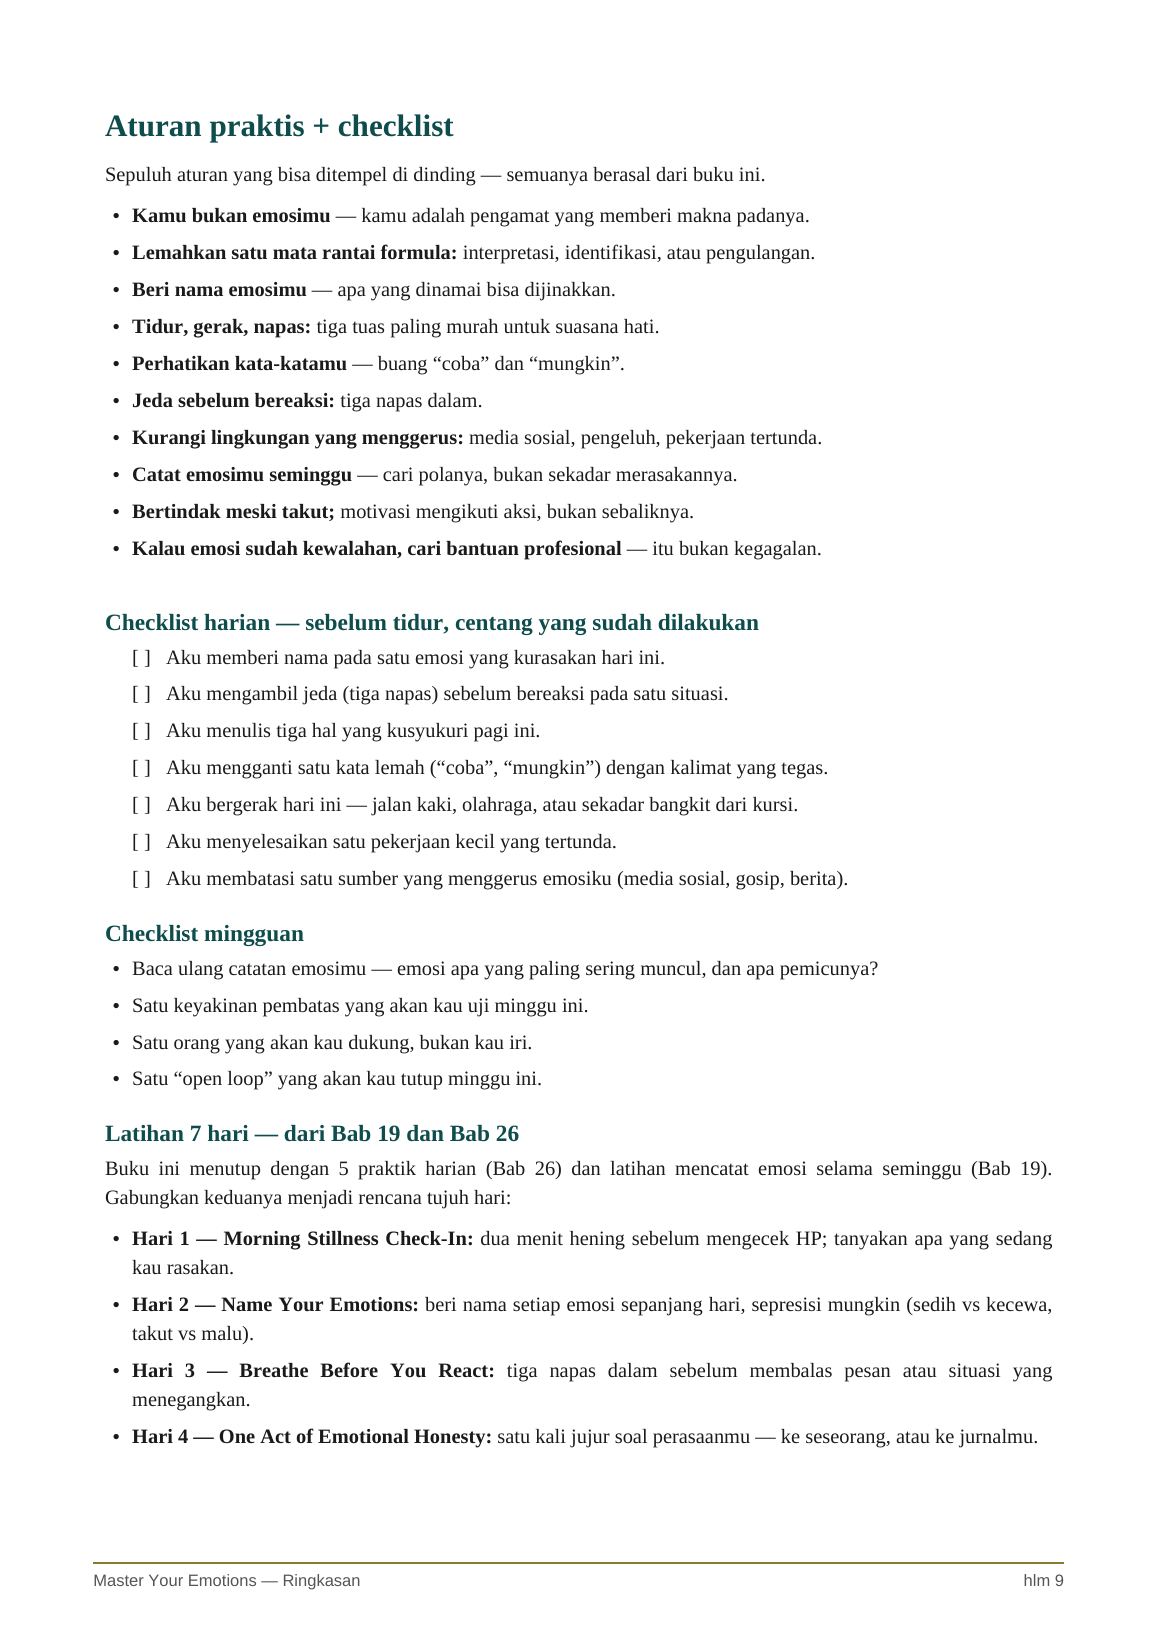 Aturan praktis + checklist
Sepuluh aturan yang bisa ditempel di dinding — semuanya berasal dari buku ini.
• Kamu bukan emosimu — kamu adalah pengamat yang memberi makna padanya.
• Lemahkan satu mata rantai formula: interpretasi, identifikasi, atau pengulangan.
• Beri nama emosimu — apa yang dinamai bisa dijinakkan.
• Tidur, gerak, napas: tiga tuas paling murah untuk suasana hati.
• Perhatikan kata-katamu — buang “coba” dan “mungkin”.
• Jeda sebelum bereaksi: tiga napas dalam.
• Kurangi lingkungan yang menggerus: media sosial, pengeluh, pekerjaan tertunda.
• Catat emosimu seminggu — cari polanya, bukan sekadar merasakannya.
• Bertindak meski takut; motivasi mengikuti aksi, bukan sebaliknya.
• Kalau emosi sudah kewalahan, cari bantuan profesional — itu bukan kegagalan.
Checklist harian — sebelum tidur, centang yang sudah dilakukan
[ ] Aku memberi nama pada satu emosi yang kurasakan hari ini.
[ ] Aku mengambil jeda (tiga napas) sebelum bereaksi pada satu situasi.
[ ] Aku menulis tiga hal yang kusyukuri pagi ini.
[ ] Aku mengganti satu kata lemah (“coba”, “mungkin”) dengan kalimat yang tegas.
[ ] Aku bergerak hari ini — jalan kaki, olahraga, atau sekadar bangkit dari kursi.
[ ] Aku menyelesaikan satu pekerjaan kecil yang tertunda.
[ ] Aku membatasi satu sumber yang menggerus emosiku (media sosial, gosip, berita).
Checklist mingguan
• Baca ulang catatan emosimu — emosi apa yang paling sering muncul, dan apa pemicunya?
• Satu keyakinan pembatas yang akan kau uji minggu ini.
• Satu orang yang akan kau dukung, bukan kau iri.
• Satu “open loop” yang akan kau tutup minggu ini.
Latihan 7 hari — dari Bab 19 dan Bab 26
Buku ini menutup dengan 5 praktik harian (Bab 26) dan latihan mencatat emosi selama seminggu (Bab 19).
Gabungkan keduanya menjadi rencana tujuh hari:
• Hari 1 — Morning Stillness Check-In: dua menit hening sebelum mengecek HP; tanyakan apa yang sedang
kau rasakan.
• Hari 2 — Name Your Emotions: beri nama setiap emosi sepanjang hari, sepresisi mungkin (sedih vs kecewa,
takut vs malu).
• Hari 3 — Breathe Before You React: tiga napas dalam sebelum membalas pesan atau situasi yang
menegangkan.
• Hari 4 — One Act of Emotional Honesty: satu kali jujur soal perasaanmu — ke seseorang, atau ke jurnalmu.
Master Your Emotions — Ringkasan hlm 9